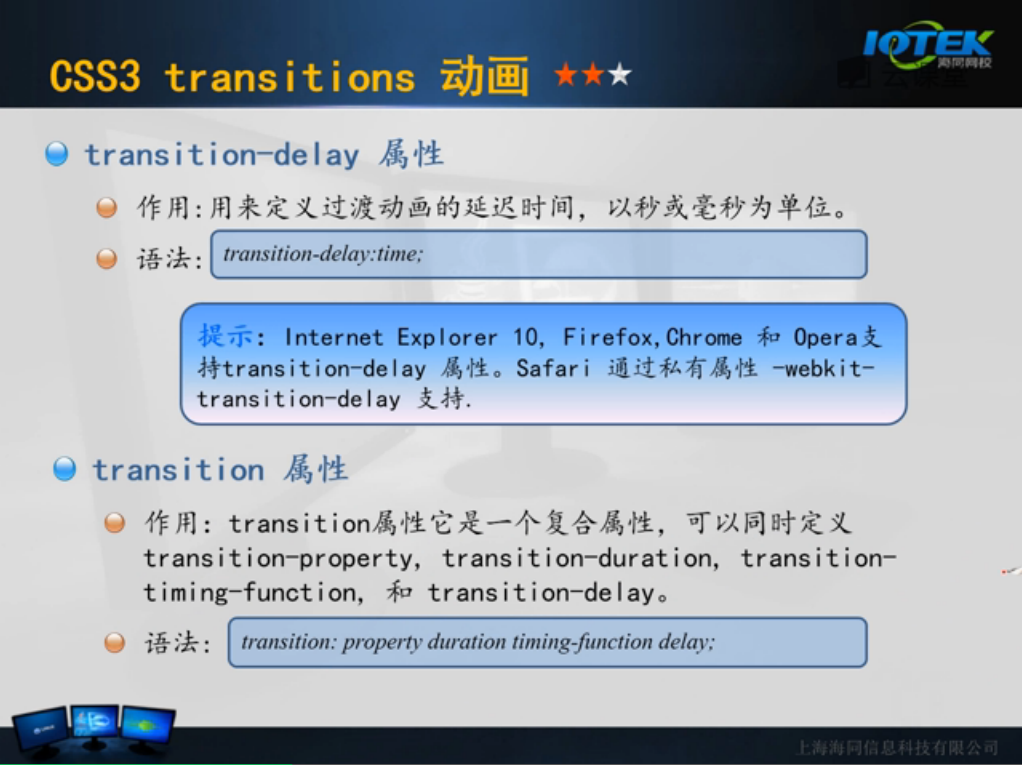 CSS3 transitions 动画
IOTEK
海同网校
云课堂
transition-delay 属性
作用:用来定义过渡动画的延迟时间，以秒或毫秒为单位。
语法:
transition-delay:time;
提示: Internet Explorer 10, Firefox,Chrome 和 Opera支
持transition-delay 属性。Safari 通过私有属性 -webkit-
transition-delay 支持.
transition 属性
作用: transition属性它是一个复合属性，可以同时定义
transition-property, transition-duration, transition-
timing-function, 和 transition-delay。
语法:
transition: property duration timing-function delay;
上海海同信息科技有限公司